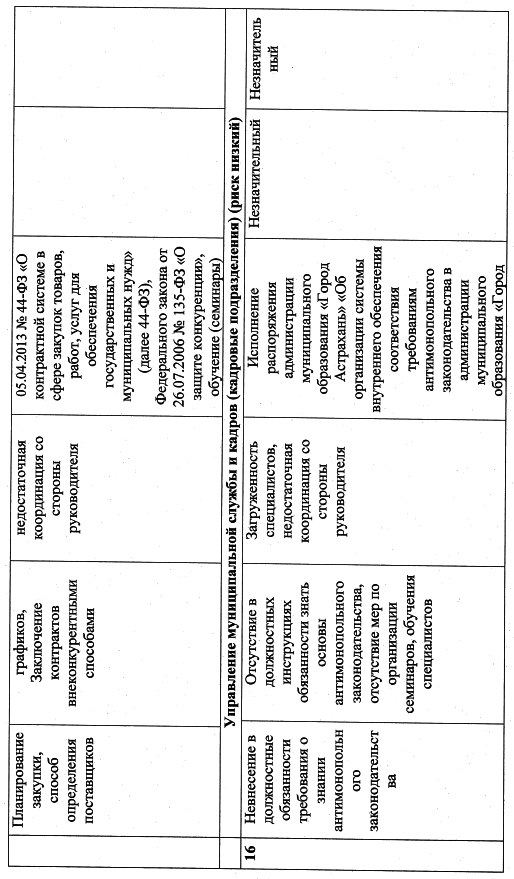 Планирование
закупки,
способ
определения
поставщиков
графиков,
Заключение
контрактов
внеконкурентными
способами
недостаточная
координация со
стороны
руководителя
05.04.2013 № 44-ФЗ «О
контрактной системе в
сфере закупок товаров,
работ, услуг для
обеспечения
государственных и
муниципальных нужд»
(далее 44-ФЗ),
Федерального закона от
26.07.2006 № 135-ФЗ «О
защите конкуренции»,
обучение (семинары)
Управление муниципальной службы и кадров (кадровые подразделения) (риск низкий)
16
Невнесение в
должностные
обязанности
требования о
знании
антимонопольн
ого
законодательст
ва
Отсутствие в
должностных
инструкциях
обязанности знать
основы
антимонопольного
законодательства,
отсутствие мер по
организации
семинаров, обучения
специалистов
Загруженность
специалистов,
недостаточная
координация со
стороны
руководителя
Исполнение
распоряжения
администрации
муниципального
образования «Город
Астрахань» «Об
организации системы
внутреннего обеспечения
соответствия
требованиям
антимонопольного
законодательства в
администрации
муниципального
образования «Город
Незначительный
Незначитель
ный